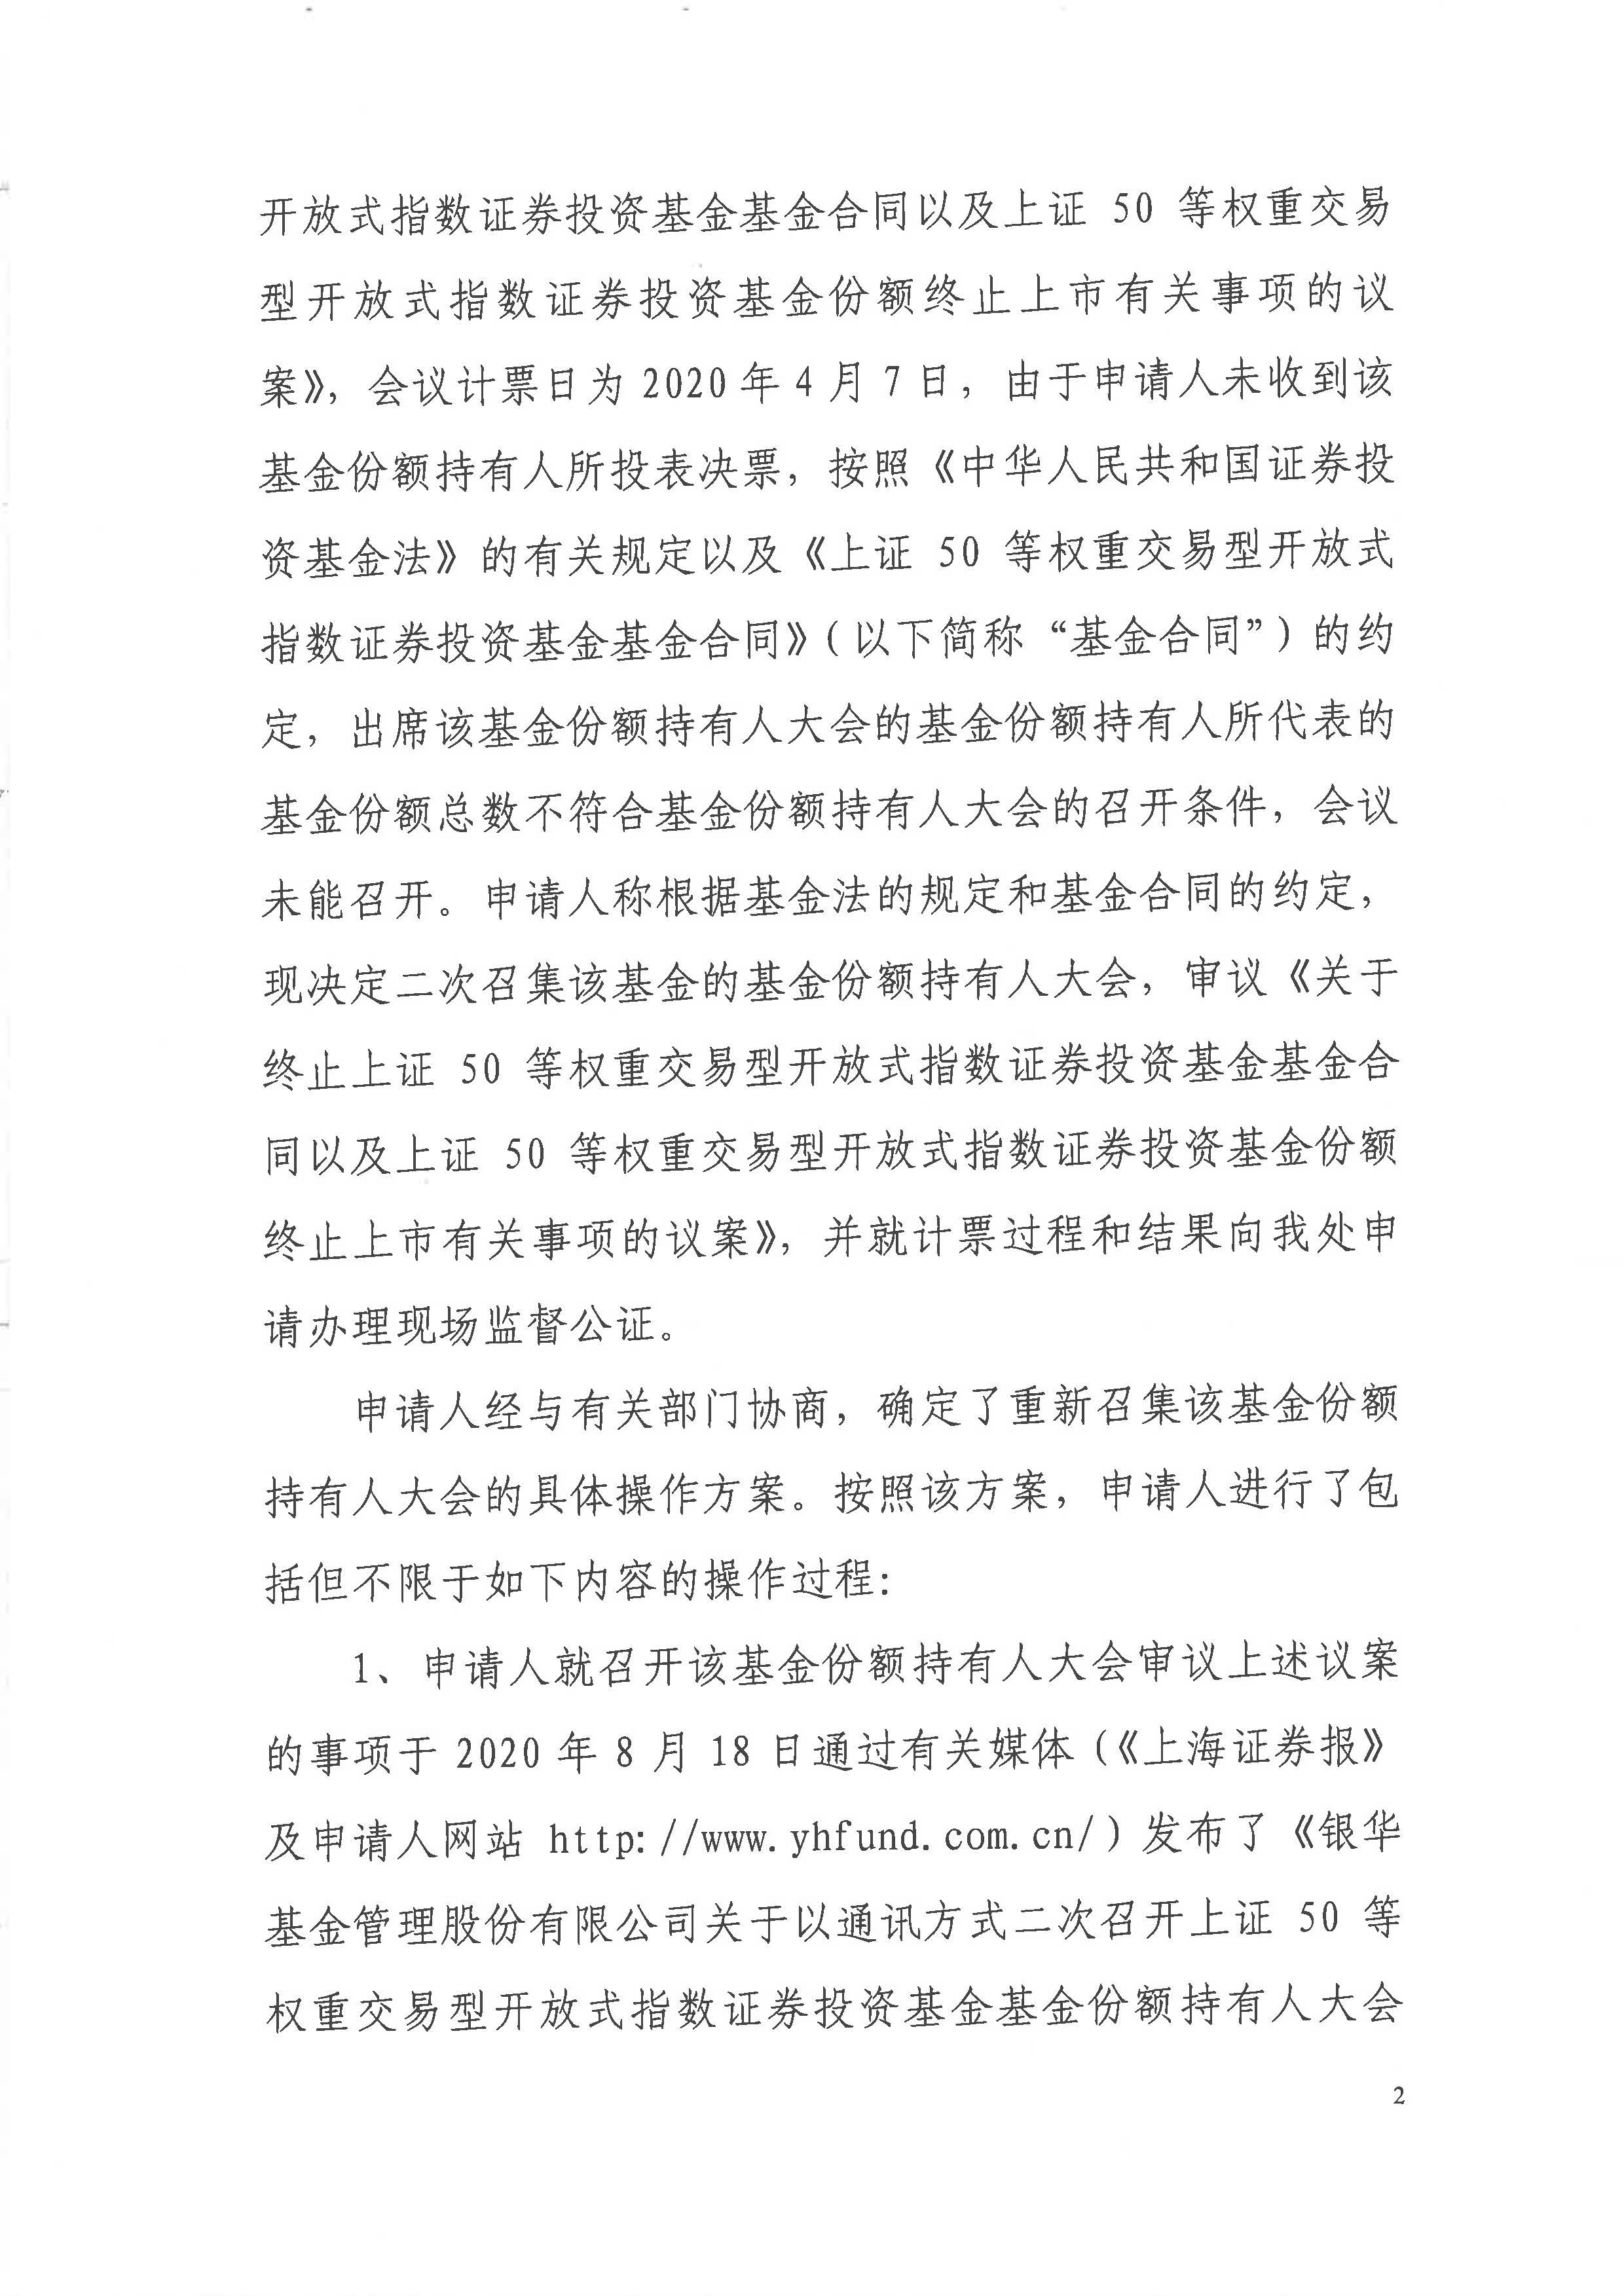 开放式指数证券投资基金基金合同以及上证 50 等权重交易
型开放式指数证券投资基金份额终止上市有关事项的议
案》，会议计票日为 2020 年 4 月 7 日，由于申请人未收到该
基金份额持有人所投表决票，按照《中华人民共和国证券投
资基金法》的有关规定以及《上证 50 等权重交易型开放式
指数证券投资基金基金合同》（以下简称“基金合同”）的约
定，出席该基金份额持有人大会的基金份额持有人所代表的
基金份额总数不符合基金份额持有人大会的召开条件，会议
未能召开。申请人称根据基金法的规定和基金合同的约定，
现决定二次召集该基金的基金份额持有人大会，审议《关于
终止上证 50 等权重交易型开放式指数证券投资基金基金合
同以及上证 50 等权重交易型开放式指数证券投资基金份额
终止上市有关事项的议案》，并就计票过程和结果向我处申
请办理现场监督公证。
申请人经与有关部门协商，确定了重新召集该基金份额
持有人大会的具体操作方案。按照该方案，申请人进行了包
括但不限于如下内容的操作过程：
1、申请人就召开该基金份额持有人大会审议上述议案
的事项于 2020 年 8 月 18 日通过有关媒体（《上海证券报》
及申请人网站 http://www.yhfund.com.cn/）发布了《银华
基金管理股份有限公司关于以通讯方式二次召开上证 50 等
权重交易型开放式指数证券投资基金基金份额持有人大会
2